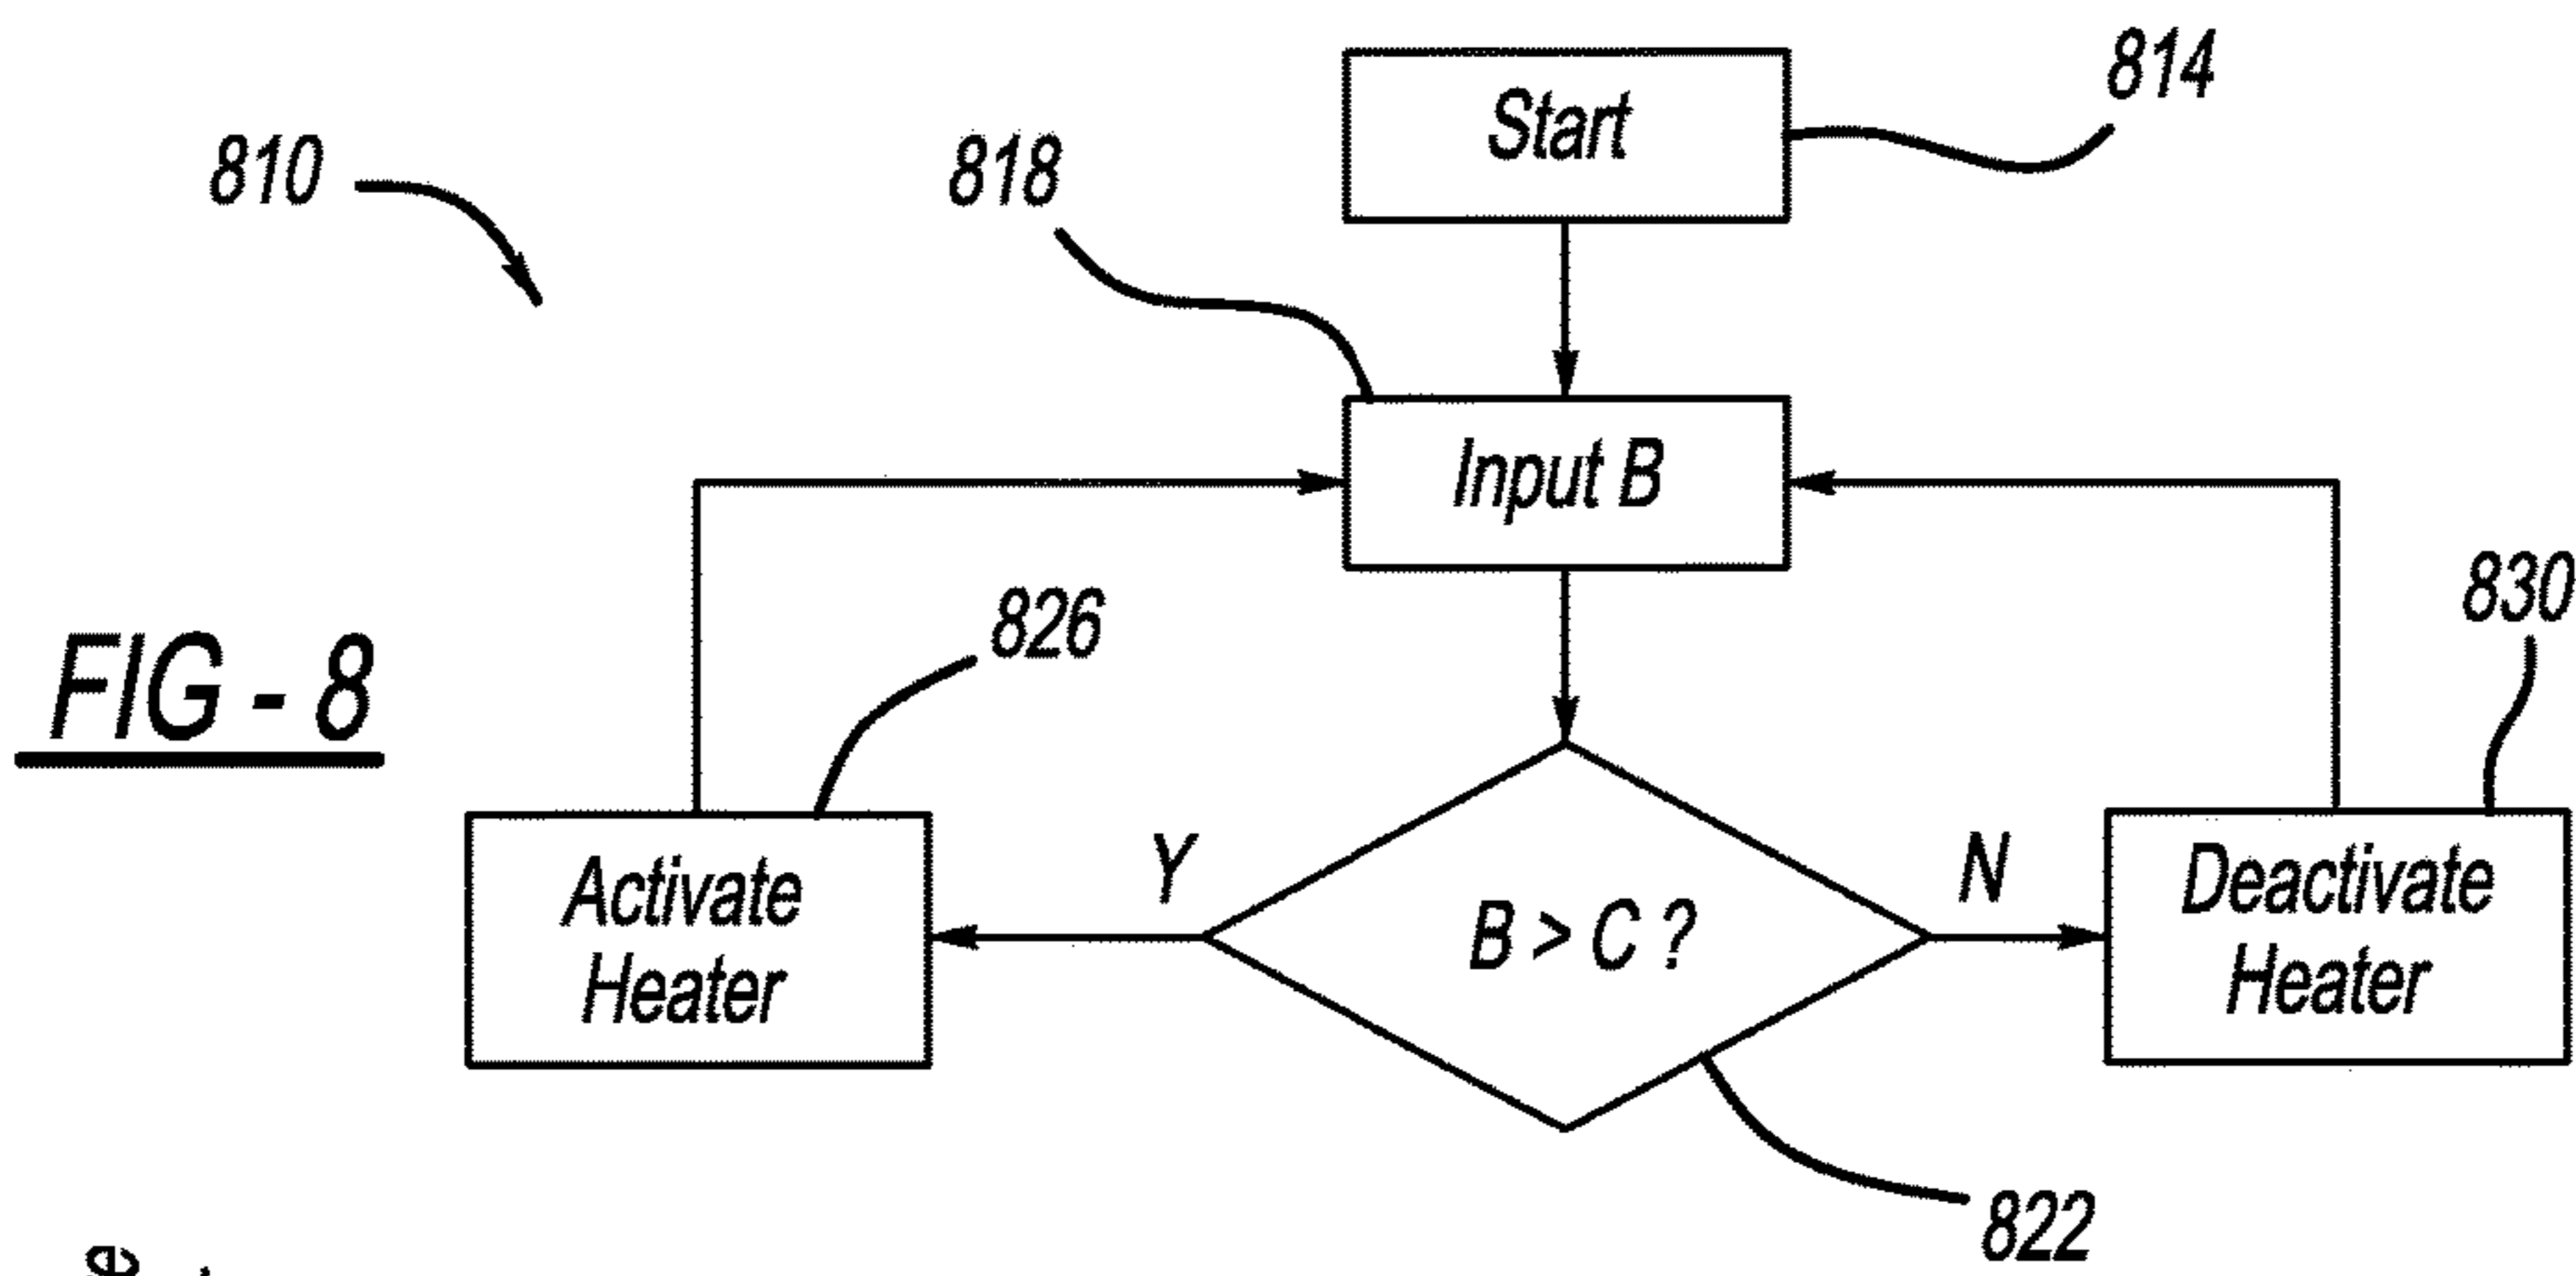 814
Start
810
818
Input B
830
826
FIG - 8
Y
N
Activate
Heater
B > C ?
Deactivate
Heater
822